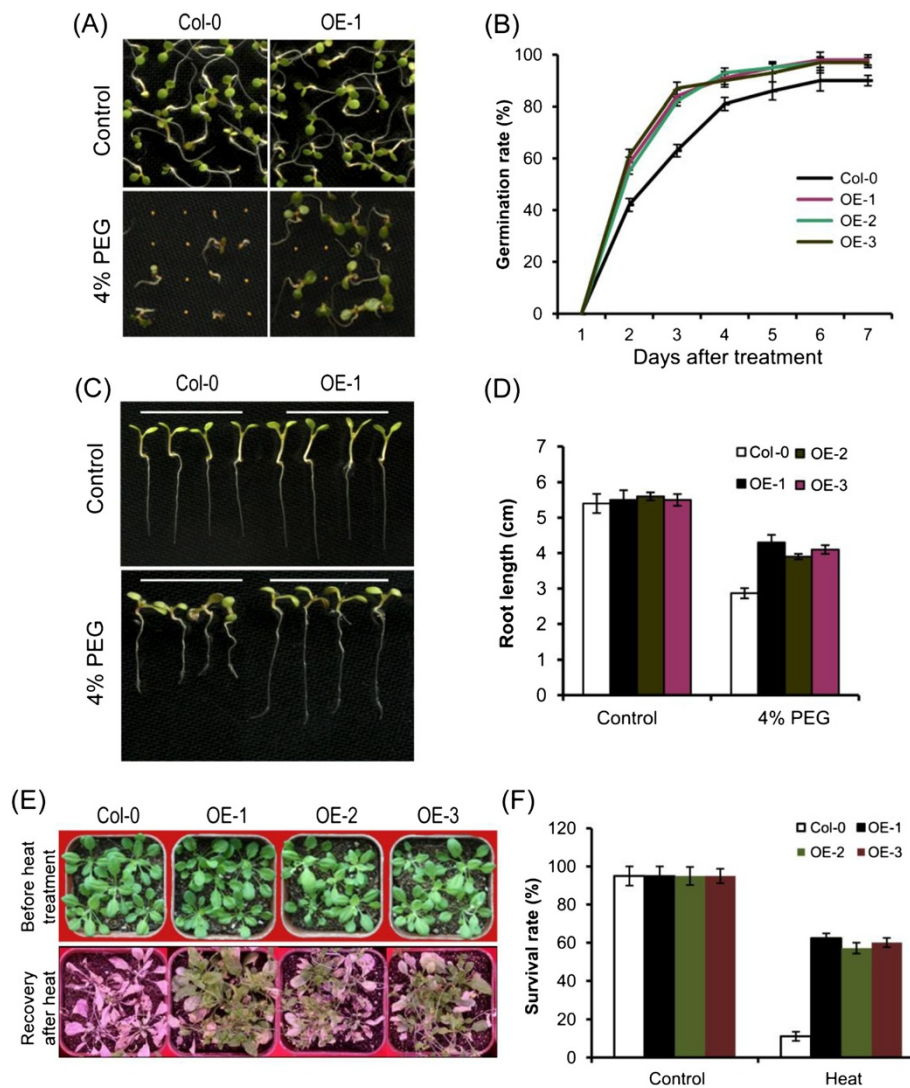 (A)
Col-0 OE-1
Control
4% PEG
(B)
Germination rate (%)
100
80
60
40
20
0
Col-0
OE-1
OE-2
OE-3
1 2 3 4 5 6 7
Days after treatment
(C)
Col-0 OE-1
Control
4% PEG
(D)
Root length (cm)
7
6
5
4
3
2
1
0
Col-0 OE-2
OE-1 OE-3
Control 4% PEG
(E)
Col-0 OE-1 OE-2 OE-3
Before heat
treatment
Recovery
after heat
(F)
Survival rate (%)
120
100
80
60
40
20
0
Col-0 OE-1
OE-2 OE-3
Control Heat